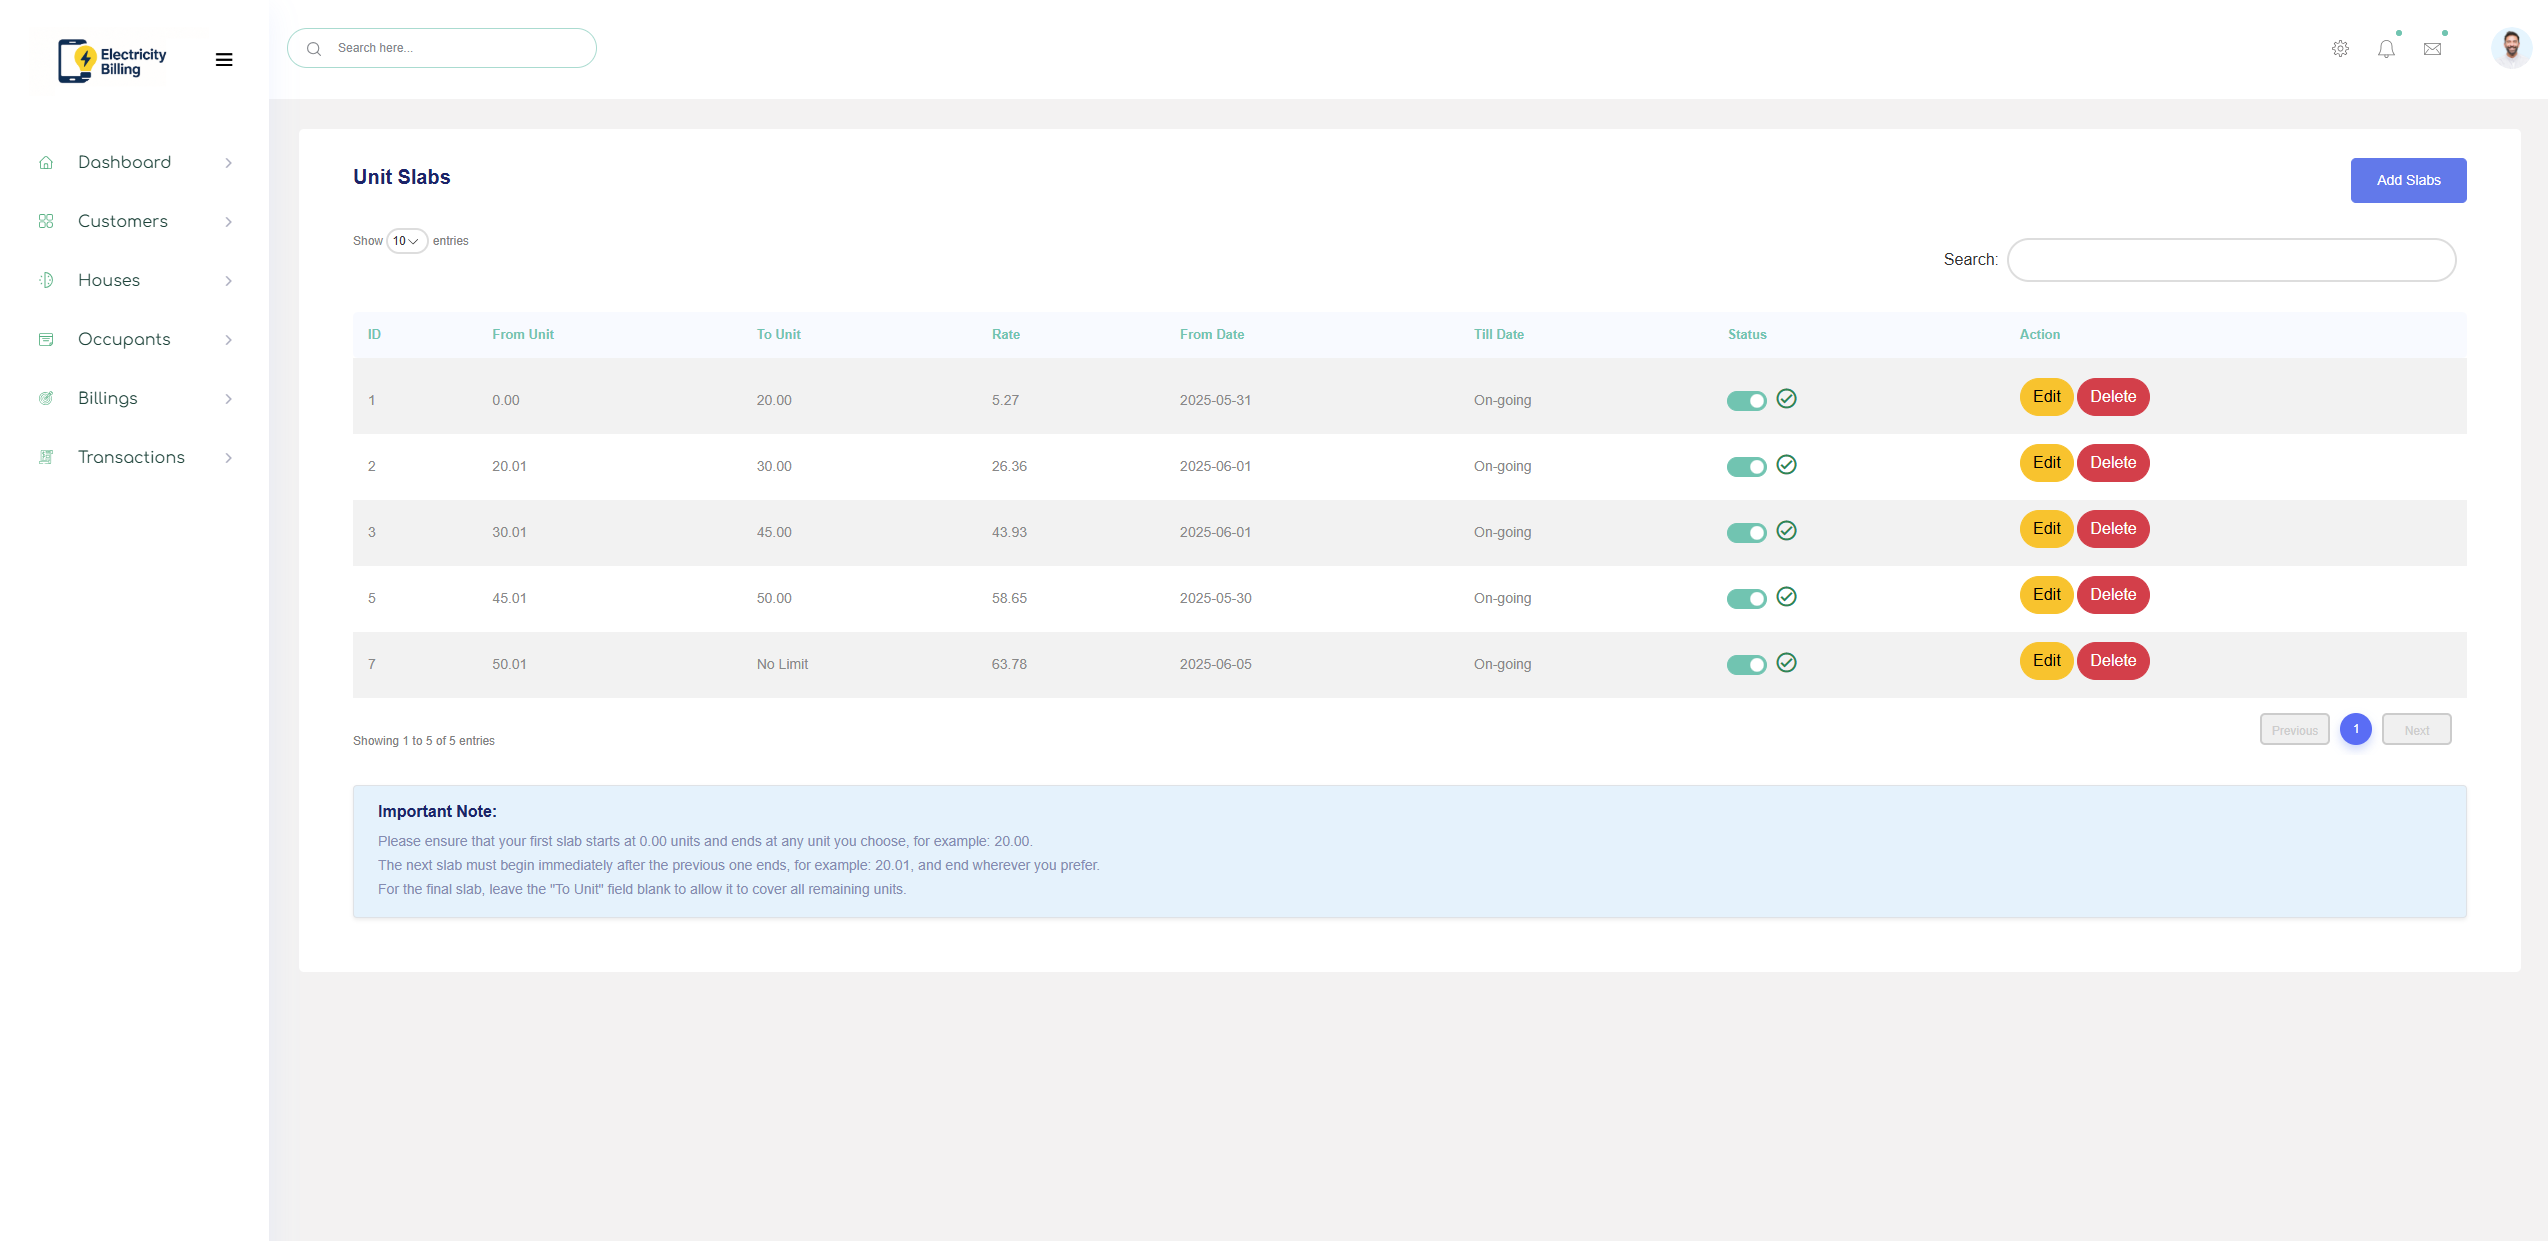 Electricity
Billing
Search here...
Dashboard
Customers
Houses
Occupants
Billings
Transactions
Unit Slabs
Add Slabs
Show 10 entries
Search:
ID From Unit To Unit Rate From Date Till Date Status Action
1 0.00 20.00 5.27 2025-05-31 On-going Edit Delete
2 20.01 30.00 26.36 2025-06-01 On-going Edit Delete
3 30.01 45.00 43.93 2025-06-01 On-going Edit Delete
5 45.01 50.00 58.65 2025-05-30 On-going Edit Delete
7 50.01 No Limit 63.78 2025-06-05 On-going Edit Delete
Showing 1 to 5 of 5 entries
Previous 1 Next
Important Note:
Please ensure that your first slab starts at 0.00 units and ends at any unit you choose, for example: 20.00.
The next slab must begin immediately after the previous one ends, for example: 20.01, and end wherever you prefer.
For the final slab, leave the "To Unit" field blank to allow it to cover all remaining units.